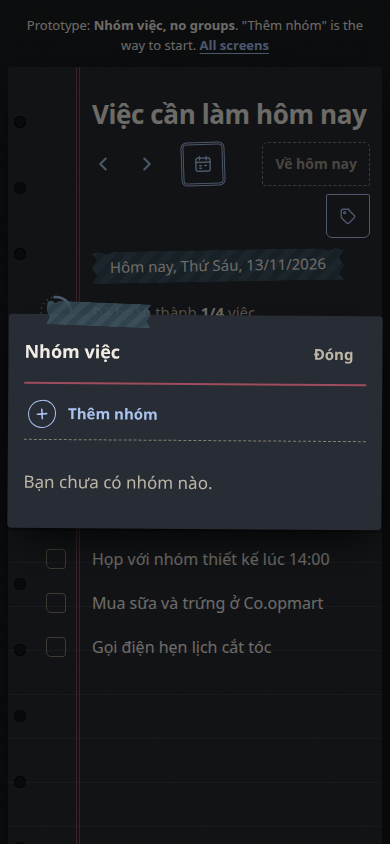 Prototype: Nhóm việc, no groups. "Thêm nhóm" is the
way to start. All screens
Việc cần làm hôm nay
Về hôm nay
Hôm nay, Thứ Sáu, 13/11/2026
thành 1/4 việc
Nhóm việc
Đóng
Thêm nhóm
Bạn chưa có nhóm nào.
Họp với nhóm thiết kế lúc 14:00
Mua sữa và trứng ở Co.opmart
Gọi điện hẹn lịch cắt tóc